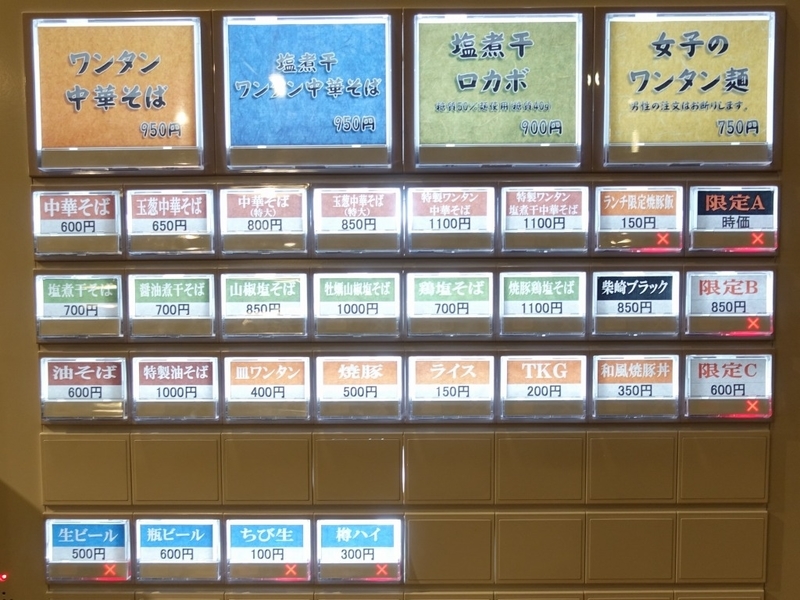 ワンタン
中華そば
950円
塩煮干
ワンタン中華そば
950円
塩煮干
ロカボ
900円
女子の
ワンタン麺
男性の注文はお断りします。
750円
中華そば
600円
玉葱中華そば
650円
中華そば
(特大)
800円
玉葱中華そば
(特大)
850円
特製ワンタン
中華そば
1100円
特製ワンタン
塩煮干中華そば
1100円
ランチ限定焼豚飯
150円
限定A
時価
塩煮干そば
700円
醤油煮干そば
700円
山椒塩そば
850円
牡蠣山椒塩そば
1000円
鶏塩そば
700円
焼豚鶏塩そば
1100円
柴崎ブラック
850円
限定B
850円
油そば
600円
特製油そば
1000円
皿ワンタン
400円
焼豚
500円
ライス
150円
TKG
200円
和風焼豚丼
350円
限定C
600円
生ビール
500円
瓶ビール
600円
ちび生
100円
樽ハイ
300円